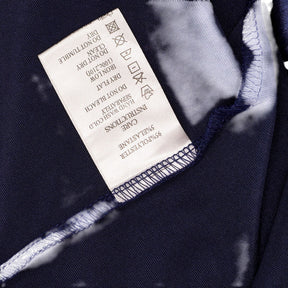 95%POLYESTER
5%ELASTANE
CARE
INSTRUCTIONS
HAND WASH COLD
SEPARATELY
DO NOT BLEACH
DRY FLAT
IRON LOW
DO NOT DRY
CLEAN
DO NOT TUMBLE
DRY